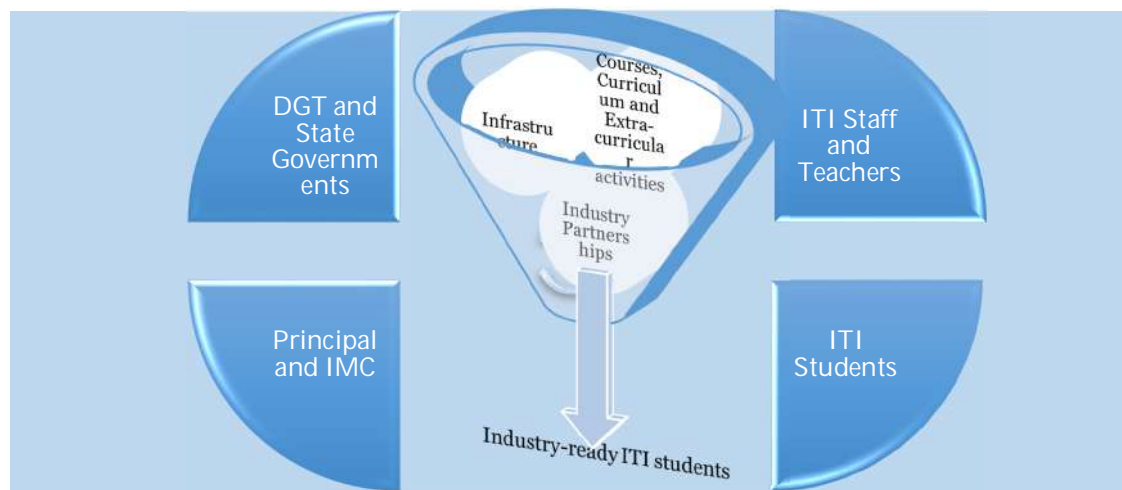 DGT and
State
Governm
ents
Courses,
Curricul
um and
Extra-
curricula
r
activities
Infrastru
cture
Industry
Partners
hips
ITI Staff
and
Teachers
Principal
and IMC
ITI
Students
Industry-ready ITI students